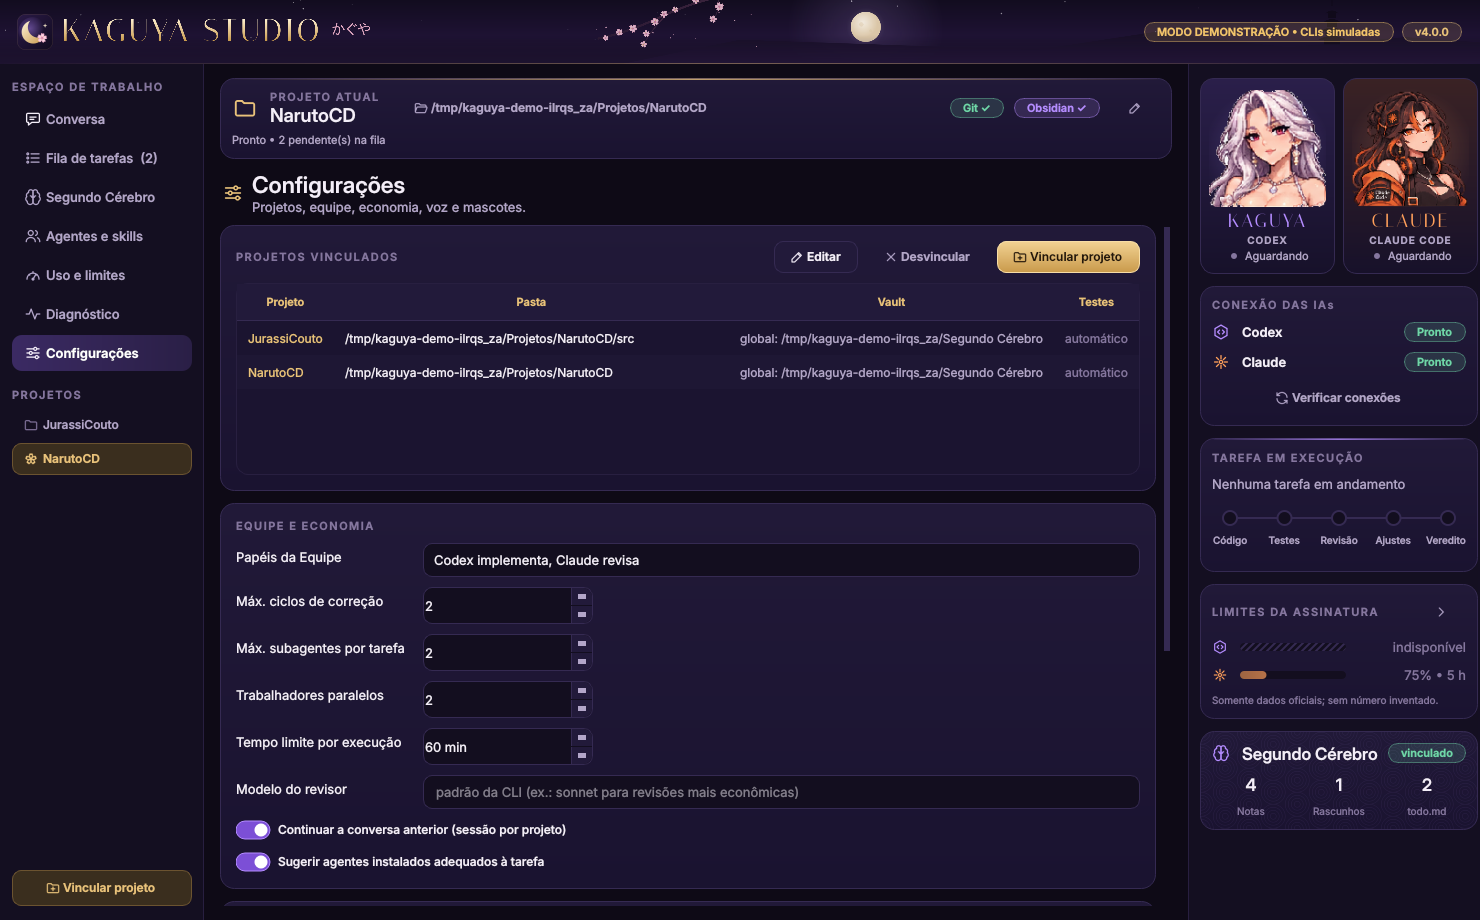 KAGUYA STUDIO かぐや
MODO DEMONSTRAÇÃO • CLIs simuladas
v4.0.0
ESPAÇO DE TRABALHO
Conversa
Fila de tarefas (2)
Segundo Cérebro
Agentes e skills
Uso e limites
Diagnóstico
Configurações
PROJETOS
JurassiCouto
NarutoCD
Vincular projeto
PROJETO ATUAL
NarutoCD
/tmp/kaguya-demo-ilrqs_za/Projetos/NarutoCD
Git ✓
Obsidian ✓
Pronto • 2 pendente(s) na fila
Configurações
Projetos, equipe, economia, voz e mascotes.
PROJETOS VINCULADOS
Editar
Desvincular
Vincular projeto
Projeto Pasta Vault Testes
JurassiCouto /tmp/kaguya-demo-ilrqs_za/Projetos/NarutoCD/src global: /tmp/kaguya-demo-ilrqs_za/Segundo Cérebro automático
NarutoCD /tmp/kaguya-demo-ilrqs_za/Projetos/NarutoCD global: /tmp/kaguya-demo-ilrqs_za/Segundo Cérebro automático
EQUIPE E ECONOMIA
Papéis da Equipe Codex implementa, Claude revisa
Máx. ciclos de correção 2
Máx. subagentes por tarefa 2
Trabalhadores paralelos 2
Tempo limite por execução 60 min
Modelo do revisor padrão da CLI (ex.: sonnet para revisões mais econômicas)
Continuar a conversa anterior (sessão por projeto)
Sugerir agentes instalados adequados à tarefa
KAGUYA
CODEX
Aguardando
CLAUDE
CLAUDE CODE
Aguardando
CONEXÃO DAS IAs
Codex Pronto
Claude Pronto
Verificar conexões
TAREFA EM EXECUÇÃO
Nenhuma tarefa em andamento
Código Testes Revisão Ajustes Veredito
LIMITES DA ASSINATURA
indisponível
75% • 5 h
Somente dados oficiais; sem número inventado.
Segundo Cérebro vinculado
4 1 2
Notas Rascunhos todo.md